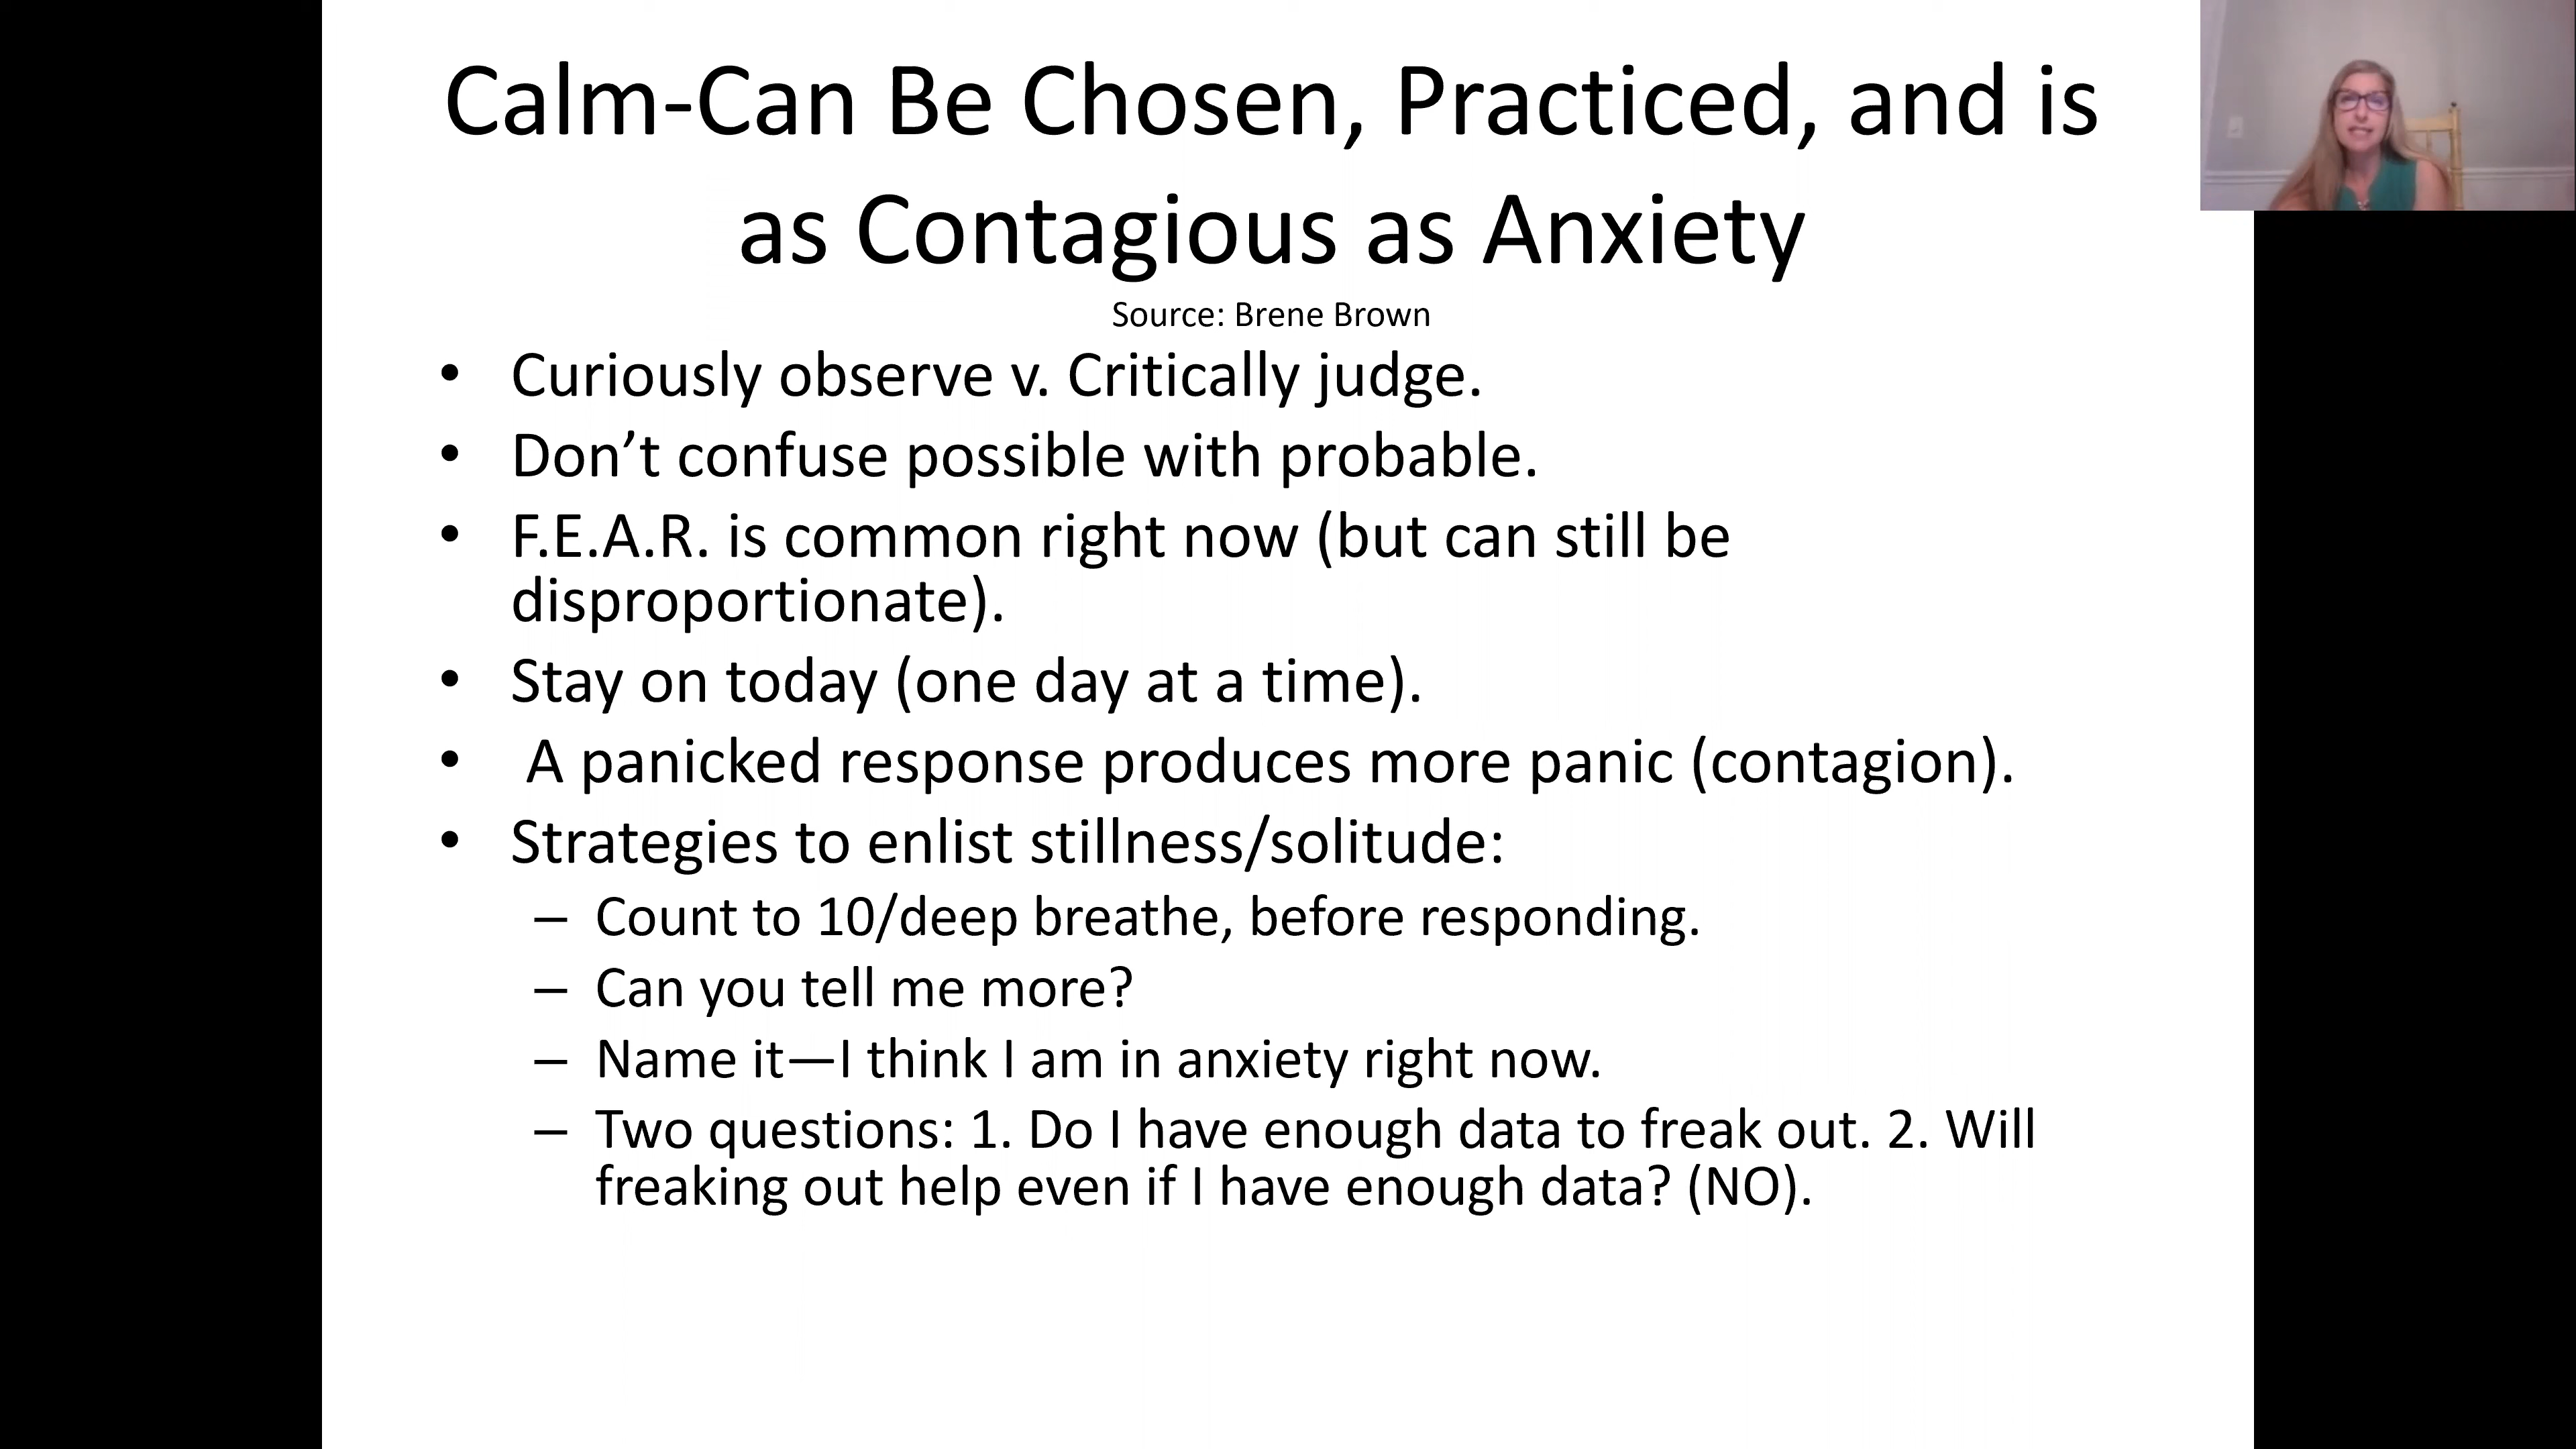 Calm-Can Be Chosen, Practiced, and is
as Contagious as Anxiety
Source: Brene Brown
• Curiously observe v. Critically judge.
• Don’t confuse possible with probable.
• F.E.A.R. is common right now (but can still be
disproportionate).
• Stay on today (one day at a time).
• A panicked response produces more panic (contagion).
• Strategies to enlist stillness/solitude:
– Count to 10/deep breathe, before responding.
– Can you tell me more?
– Name it—I think I am in anxiety right now.
– Two questions: 1. Do I have enough data to freak out. 2. Will
freaking out help even if I have enough data? (NO).